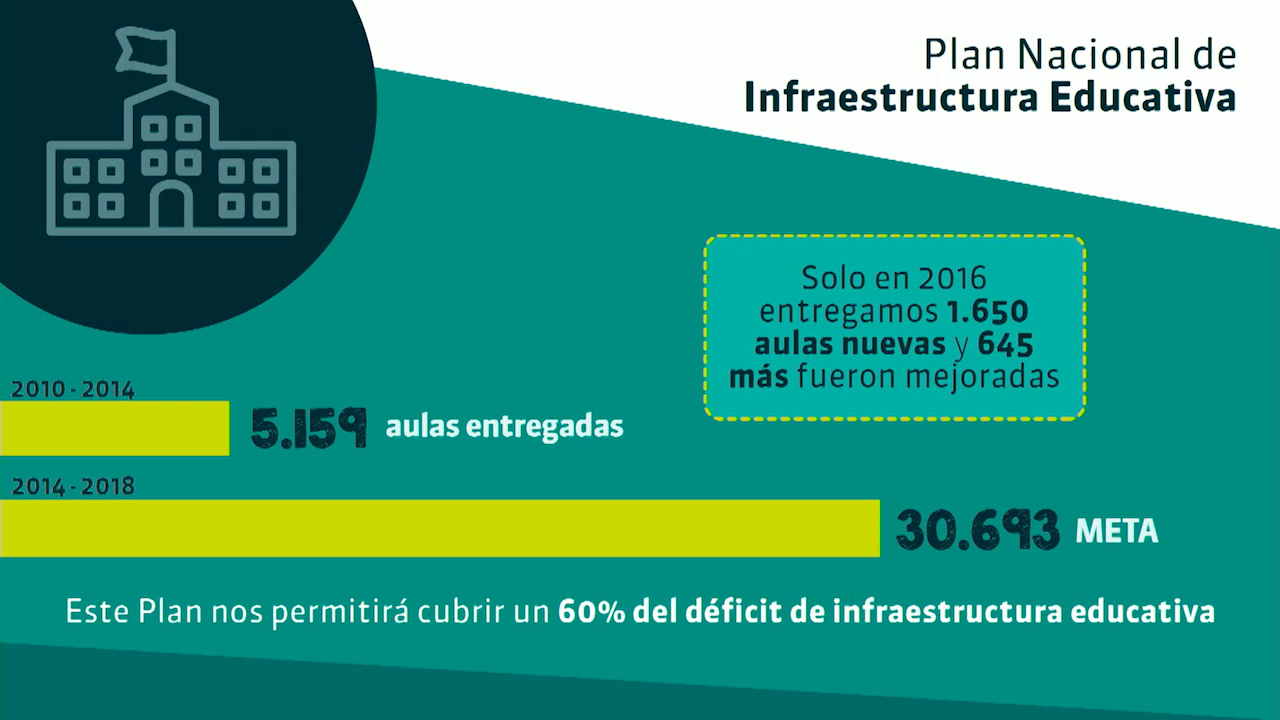 Plan Nacional de
Infraestructura Educativa
Solo en 2016
entregamos 1.650
aulas nuevas y 645
más fueron mejoradas
2010 - 2014
5.159 aulas entregadas
2014 - 2018
30.693 META
Este Plan nos permitirá cubrir un 60% del déficit de infraestructura educativa